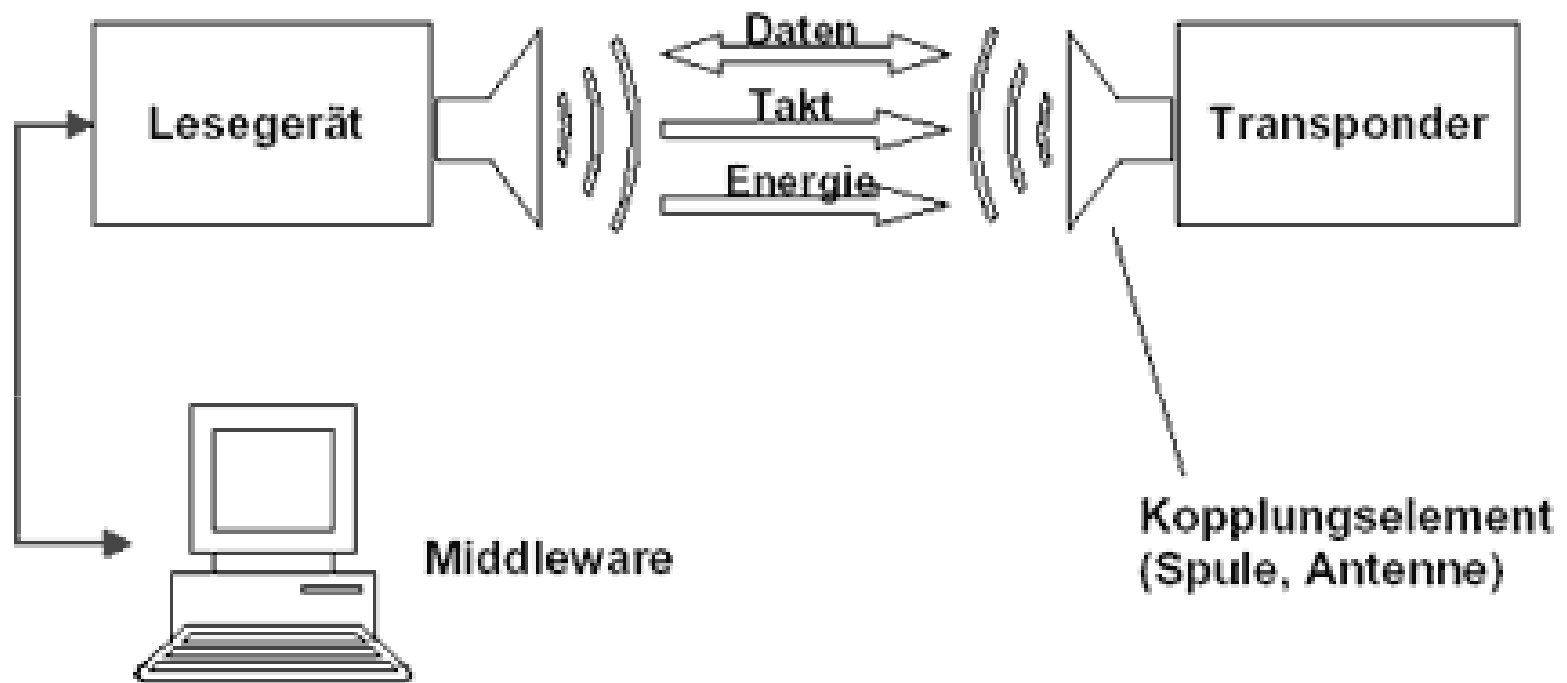 Daten
Lesegerät
Takt
Transponder
Energie
Middleware
Kopplungselement
(Spule, Antenne)